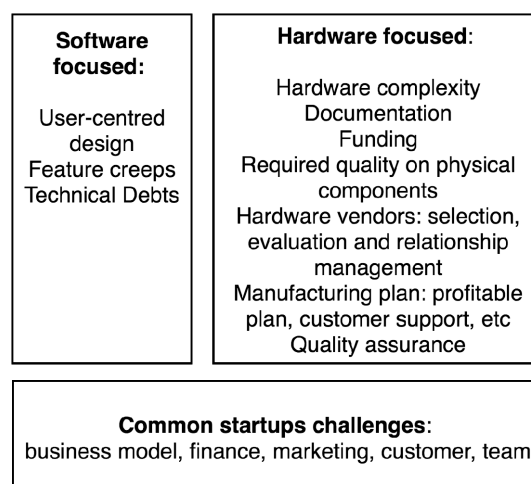 Software
focused:
User-centred
design
Feature creeps
Technical Debts
Hardware focused:
Hardware complexity
Documentation
Funding
Required quality on physical
components
Hardware vendors: selection,
evaluation and relationship
management
Manufacturing plan: profitable
plan, customer support, etc
Quality assurance
Common startups challenges:
business model, finance, marketing, customer, team